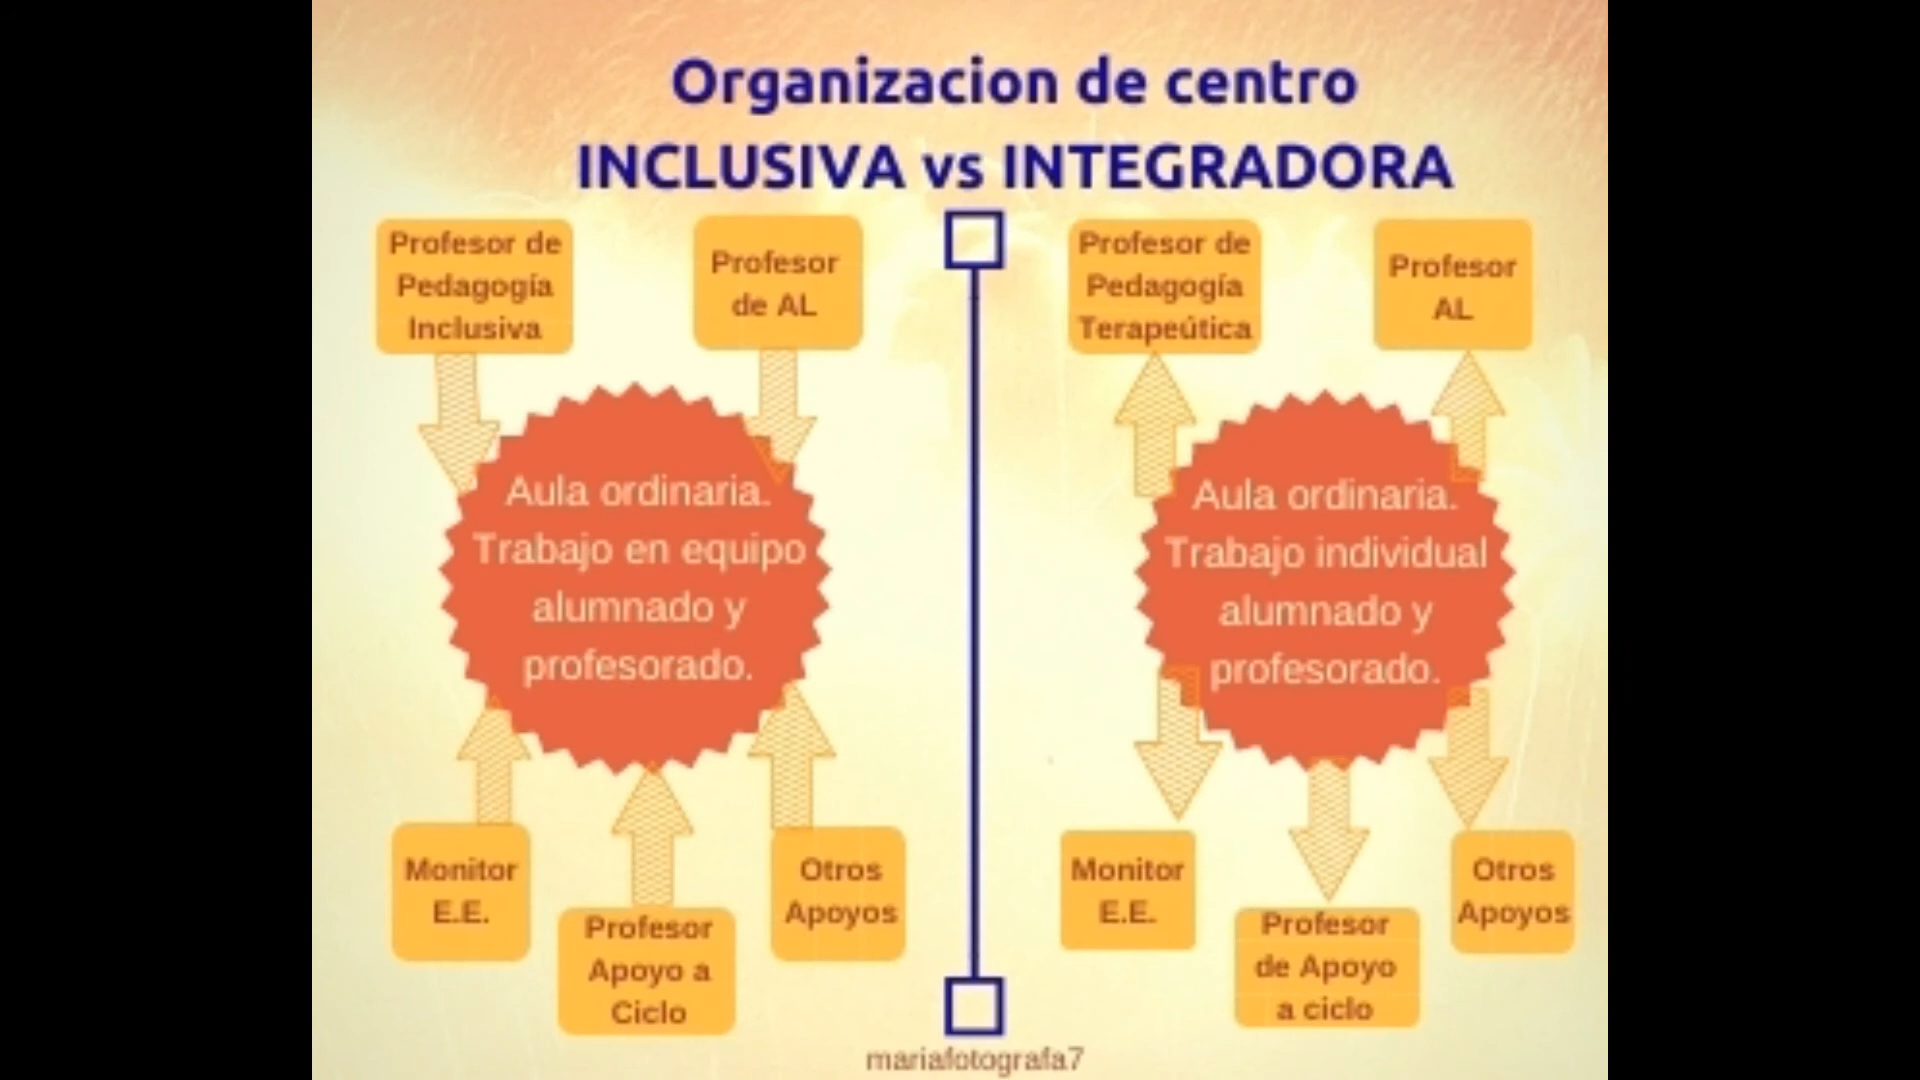 Organizacion de centro
INCLUSIVA vs INTEGRADORA
Profesor de
Pedagogía
Inclusiva
Profesor
de AL
Aula ordinaria.
Trabajo en equipo
alumnado y
profesorado.
Monitor
E.E.
Profesor
Apoyo a
Ciclo
Otros
Apoyos
Profesor de
Pedagogía
Terapeútica
Profesor
AL
Aula ordinaria.
Trabajo individual
alumnado y
profesorado.
Monitor
E.E.
Profesor
de Apoyo
a ciclo
Otros
Apoyos
mariafotografa7